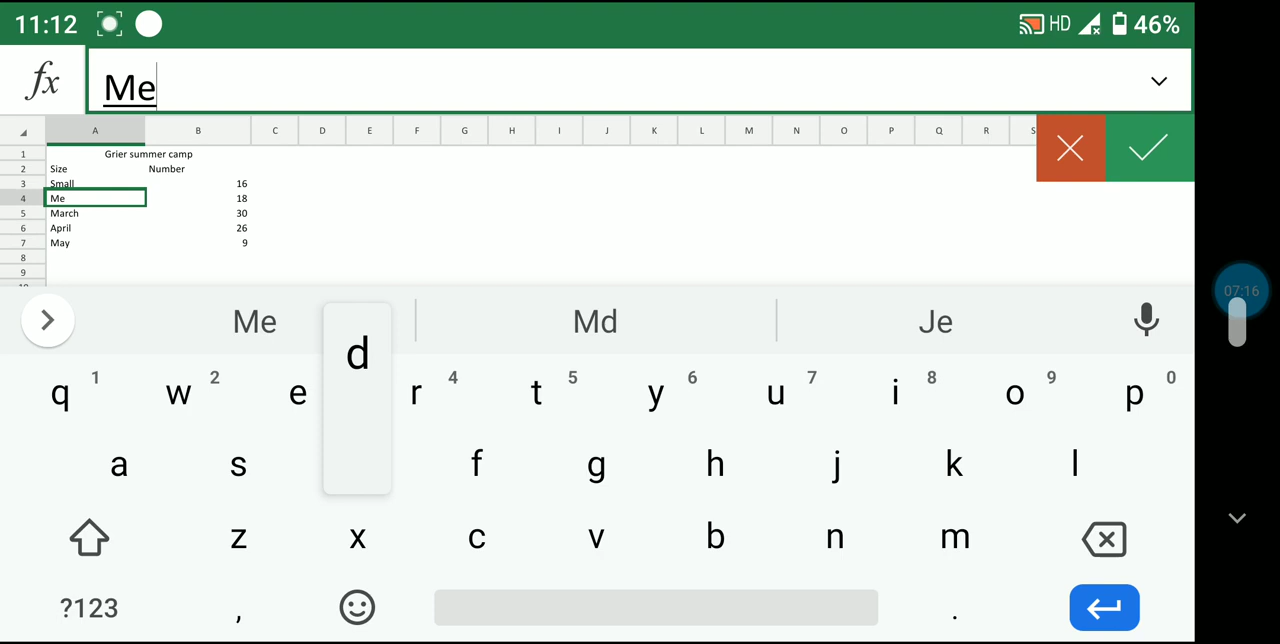 11:12 HD 46%
fx Me
A B C D E F G H I J K L M N O P Q R S
1 Grier summer camp
2 Size Number
3 Small 16
4 Me 18
5 March 30
6 April 26
7 May 9
8
9
10
07:16
Me Md Je
d
q 1 w 2 e r 4 t 5 y 6 u 7 i 8 o 9 p 0
a s f g h j k l
z x c v b n m
?123 , .